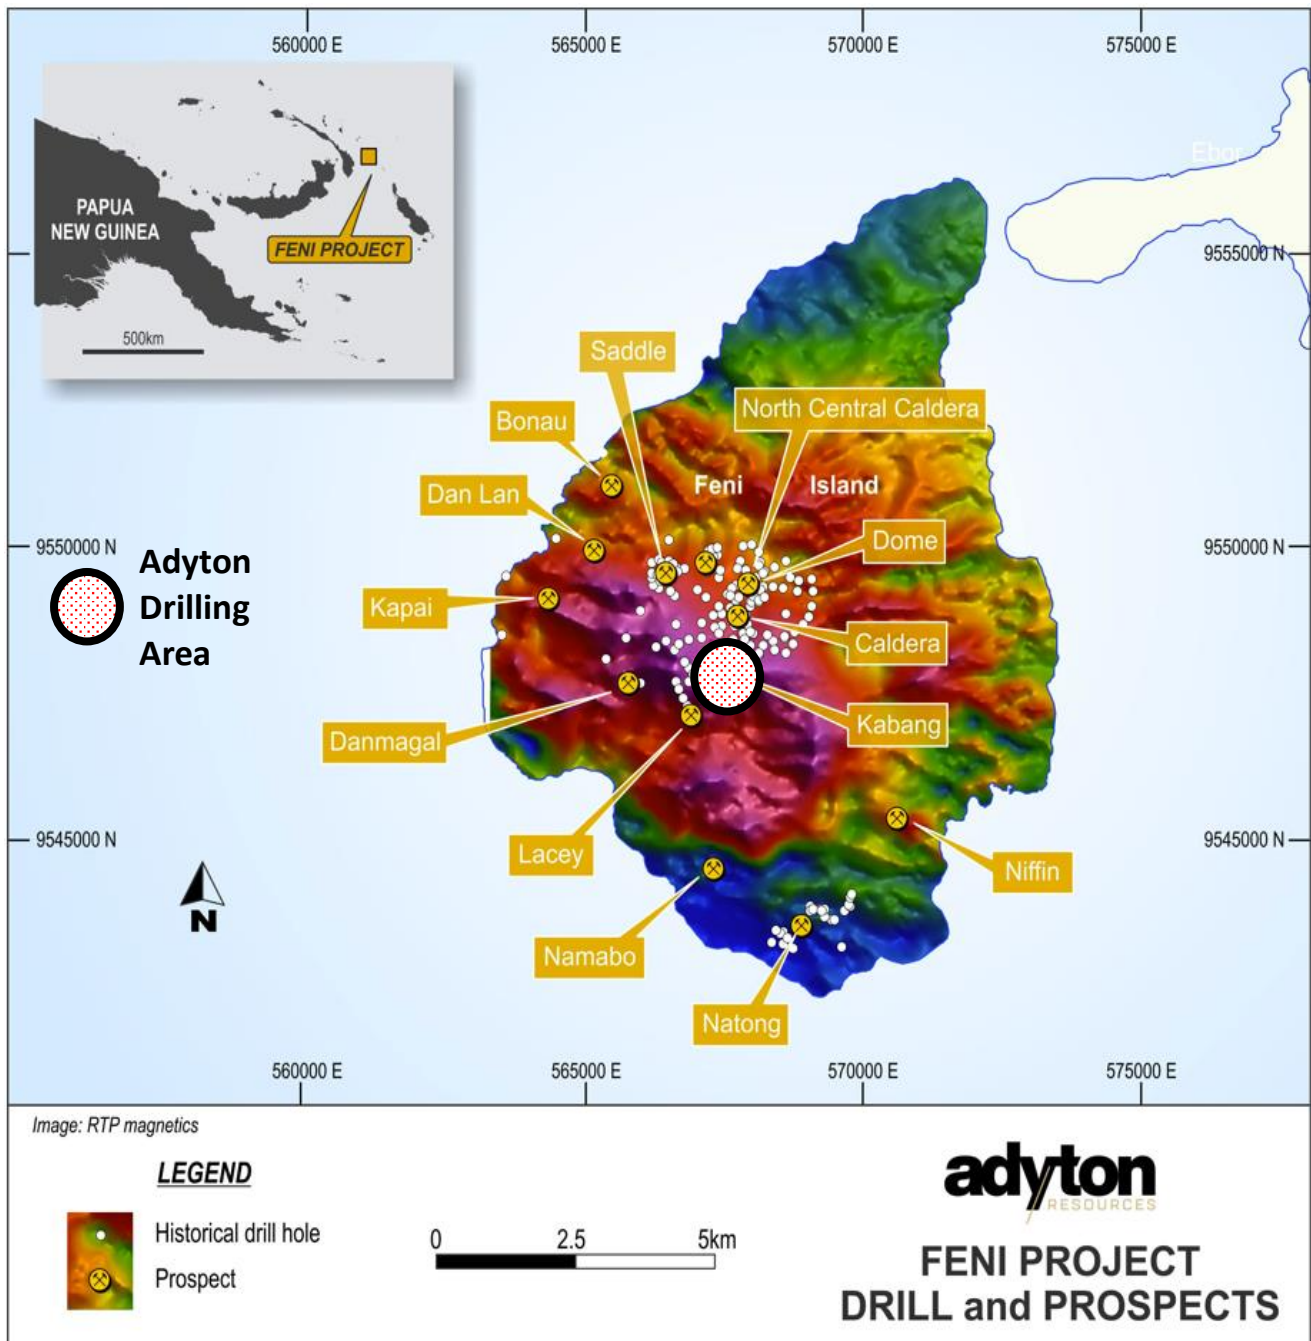 560000 E
565000 E
570000 E
575000 E
PAPUA
NEW GUINEA
FENI PROJECT
500km
Ebor
9555000 N
Saddle
North Central Caldera
Bonau
Dan Lan
Feni Island
Dome
9550000 N
Adyton
Drilling
Area
Kapai
Caldera
Kabang
Danmagal
9545000 N
9545000 N
Lacey
Niffin
N
Namabo
Natong
560000 E
565000 E
570000 E
575000 E
9550000 N
Image: RTP magnetics
LEGEND
Historical drill hole
Prospect
0
2.5
5km
adyton
RESOURCES
FENI PROJECT
DRILL and PROSPECTS